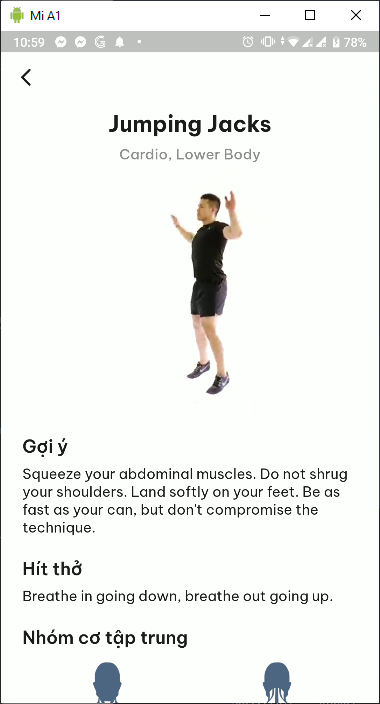 Mi A1
10:59
78%
Jumping Jacks
Cardio, Lower Body
Gợi ý
Squeeze your abdominal muscles. Do not shrug
your shoulders. Land softly on your feet. Be as
fast as your can, but don't compromise the
technique.
Hít thở
Breathe in going down, breathe out going up.
Nhóm cơ tập trung